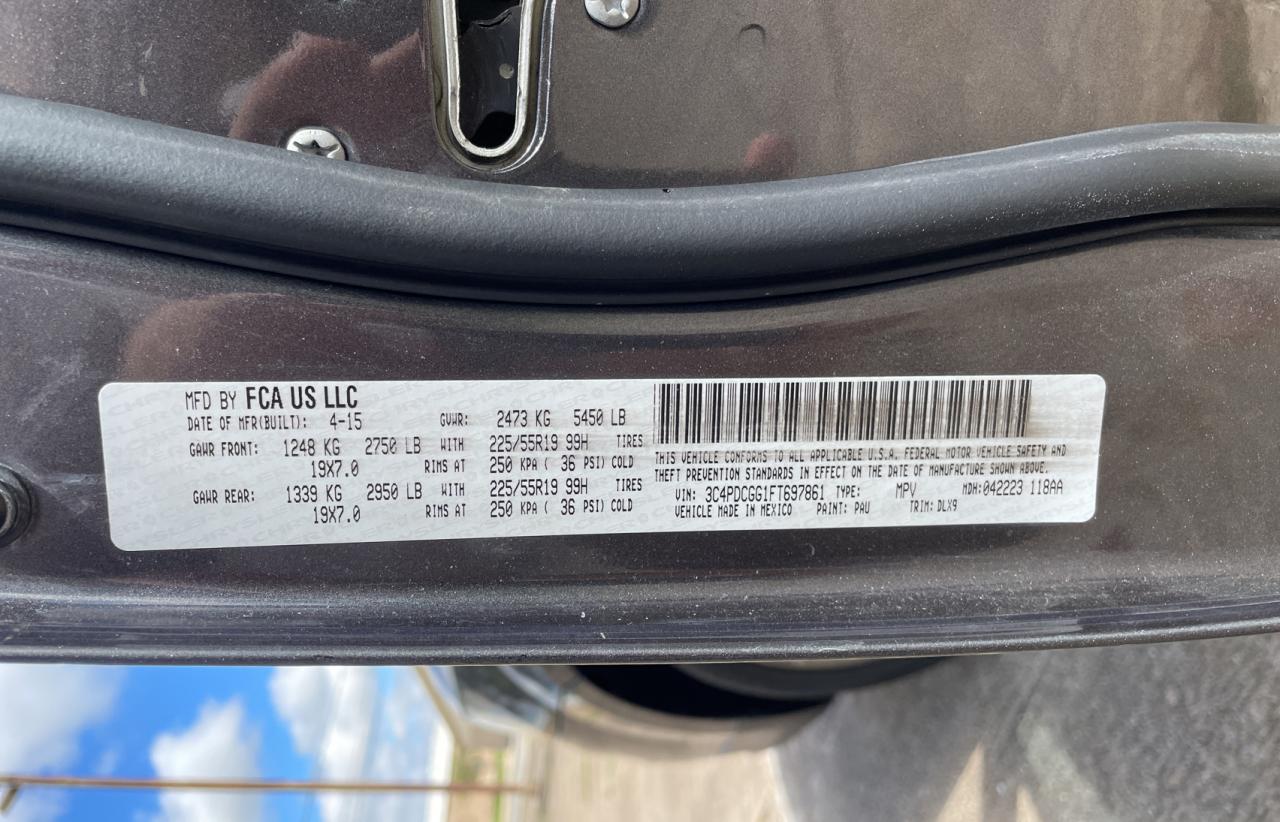 MFD BY FCA US LLC
DATE OF MFR(BUILT): 4-15 GVWR: 2473 KG 5450 LB
GAWR FRONT: 1248 KG 2750 LB WITH 225/55R19 99H TIRES
19X7.0 RIMS AT 250 KPA ( 36 PSI) COLD
GAWR REAR: 1339 KG 2950 LB WITH 225/55R19 99H TIRES
19X7.0 RIMS AT 250 KPA ( 36 PSI) COLD
THIS VEHICLE CONFORMS TO ALL APPLICABLE U.S.A. FEDERAL MOTOR VEHICLE SAFETY AND
THEFT PREVENTION STANDARDS IN EFFECT ON THE DATE OF MANUFACTURE SHOWN ABOVE.
VIN: 3C4PDCGG1FT697861 TYPE: MPV MDH:042223 118AA
VEHICLE MADE IN MEXICO PAINT: PAU TRIM: DLX9